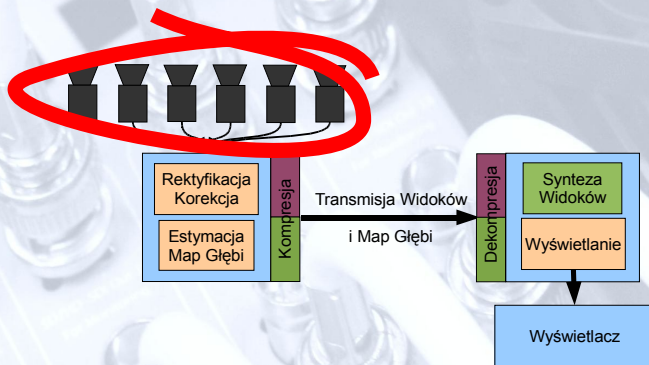 Rektyfikacja
Korekcja
Estymacja
Map Głębi
Kompresja
Transmisja Widoków
i Map Głębi
Dekompresja
Synteza
Widoków
Wyświetlanie
Wyświetlacz